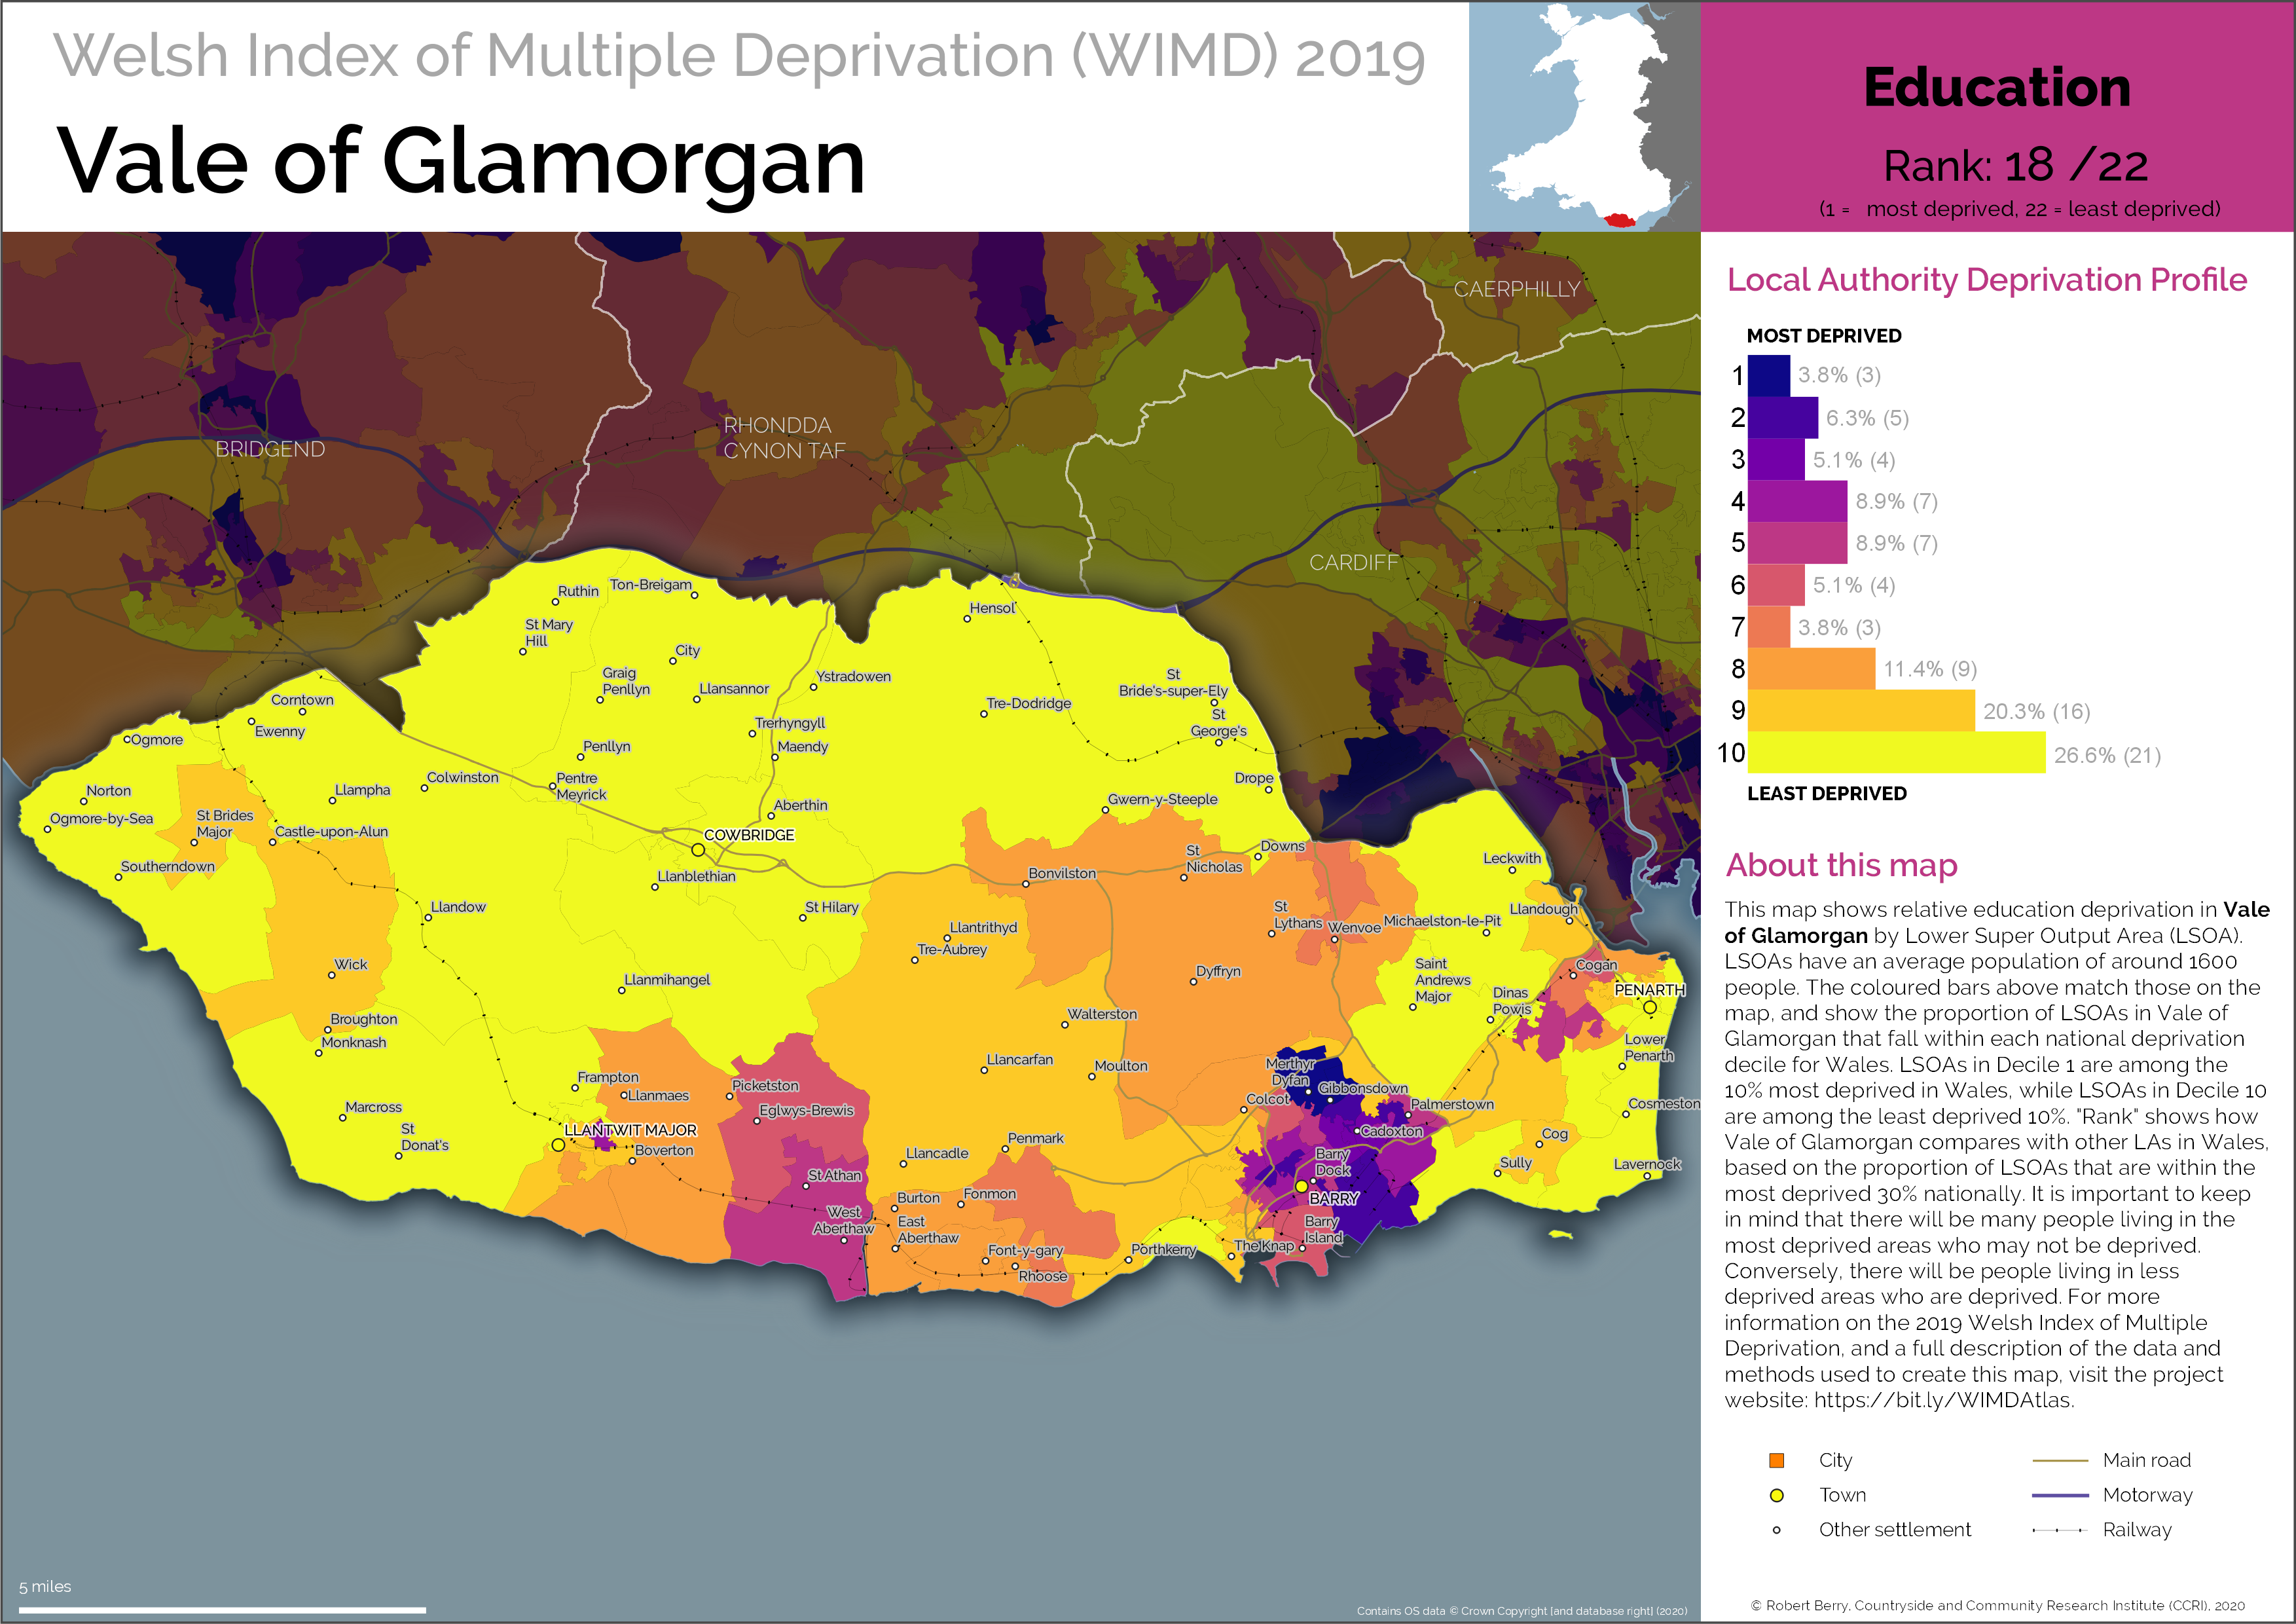 Welsh Index of Multiple Deprivation (WIMD) 2019
Vale of Glamorgan
Education
Rank: 18 /22
(1 = most deprived, 22 = least deprived)
CAERPHILLY
RHONDDA
CYNON TAF
BRIDGEND
CARDIFF
Ruthin
Ton-Breigam
Hensol
St Mary
Hill
City
Graig
Penllyn
Llansannor
Ystradowen
St
Bride's-super-Ely
Corntown
Tre-Dodridge
Ewenny
Trerhyngyll
St
George's
Ogmore
Penllyn
Maendy
Norton
Llampha
Colwinston
Pentre
Meyrick
Drope
Ogmore-by-Sea
St Brides
Major
Castle-upon-Alun
Aberthin
Gwern-y-Steeple
COWBRIDGE
Southerndown
Llanblethian
Bonvilston
St
Nicholas
Downs
Leckwith
Llandow
St Hilary
Llantrithyd
St
Lythans
Wenvoe
Michaelston-le-Pit
Llandough
Tre-Aubrey
Wick
Llanmihangel
Dyffryn
Saint
Andrews
Major
Cogan
PENARTH
Dinas
Powis
Broughton
Monknash
Walterston
Lower
Penarth
Llancarfan
Moulton
Merthyr
Dyfan
Gibbonsdown
Frampton
Llanmaes
Picketston
Colcot
Palmerstown
Cosmeston
Marcross
Eglwys-Brewis
Cadoxton
St
Donat's
LLANTWIT MAJOR
Boverton
Penmark
Cog
Llancadle
Barry
Dock
Sully
Lavernock
St Athan
BARRY
Burton
Fonmon
West
Aberthaw
East
Aberthaw
Barry
Island
Font-y-gary
Porthkerry
The Knap
Rhoose
5 miles
Contains OS data © Crown Copyright [and database right] (2020)
Local Authority Deprivation Profile
MOST DEPRIVED
1 3.8% (3)
2 6.3% (5)
3 5.1% (4)
4 8.9% (7)
5 8.9% (7)
6 5.1% (4)
7 3.8% (3)
8 11.4% (9)
9 20.3% (16)
10 26.6% (21)
LEAST DEPRIVED
About this map
This map shows relative education deprivation in Vale
of Glamorgan by Lower Super Output Area (LSOA).
LSOAs have an average population of around 1600
people. The coloured bars above match those on the
map, and show the proportion of LSOAs in Vale of
Glamorgan that fall within each national deprivation
decile for Wales. LSOAs in Decile 1 are among the
10% most deprived in Wales, while LSOAs in Decile 10
are among the least deprived 10%. "Rank" shows how
Vale of Glamorgan compares with other LAs in Wales,
based on the proportion of LSOAs that are within the
most deprived 30% nationally. It is important to keep
in mind that there will be many people living in the
most deprived areas who may not be deprived.
Conversely, there will be people living in less
deprived areas who are deprived. For more
information on the 2019 Welsh Index of Multiple
Deprivation, and a full description of the data and
methods used to create this map, visit the project
website: https://bit.ly/WIMDAtlas.
City
Main road
Town
Motorway
Other settlement
Railway
© Robert Berry, Countryside and Community Research Institute (CCRI), 2020